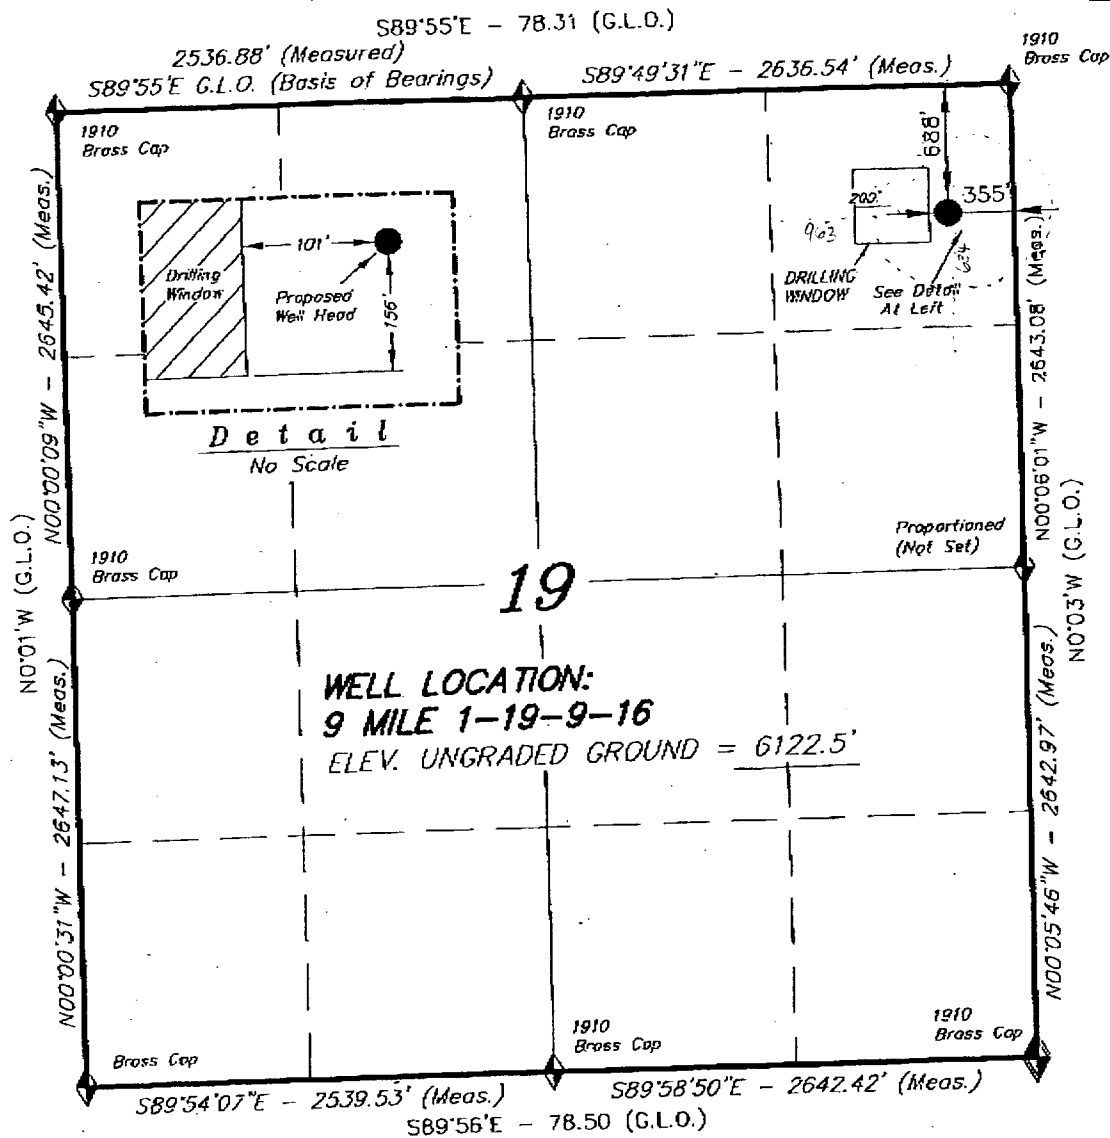 S89°55'E - 78.31 (G.L.O.)
2536.88' (Measured)
S89°55'E G.L.O. (Basis of Bearings)
S89°49'31"E - 2636.54' (Meas.)
1910
Brass Cap
1910
Brass Cap
1910
Brass Cap
688'
355'
200'
963
634
DRILLING
WINDOW
See Detail
At Left
101'
Drilling
Window
Proposed
Well Head
156'
Detail
No Scale
N00°00'09"W - 2645.42' (Meas.)
N0°01'W (G.L.O.)
N00°06'01"W - 2643.08' (Meas.)
N0°03'W (G.L.O.)
Proportioned
(Not Set)
1910
Brass Cap
19
WELL LOCATION:
9 MILE 1-19-9-16
ELEV. UNGRADED GROUND = 6122.5'
N00°00'31"W - 2647.13' (Meas.)
N00°05'46"W - 2642.97' (Meas.)
Brass Cap
1910
Brass Cap
1910
Brass Cap
S89°54'07"E - 2539.53' (Meas.)
S89°58'50"E - 2642.42' (Meas.)
S89°56'E - 78.50 (G.L.O.)